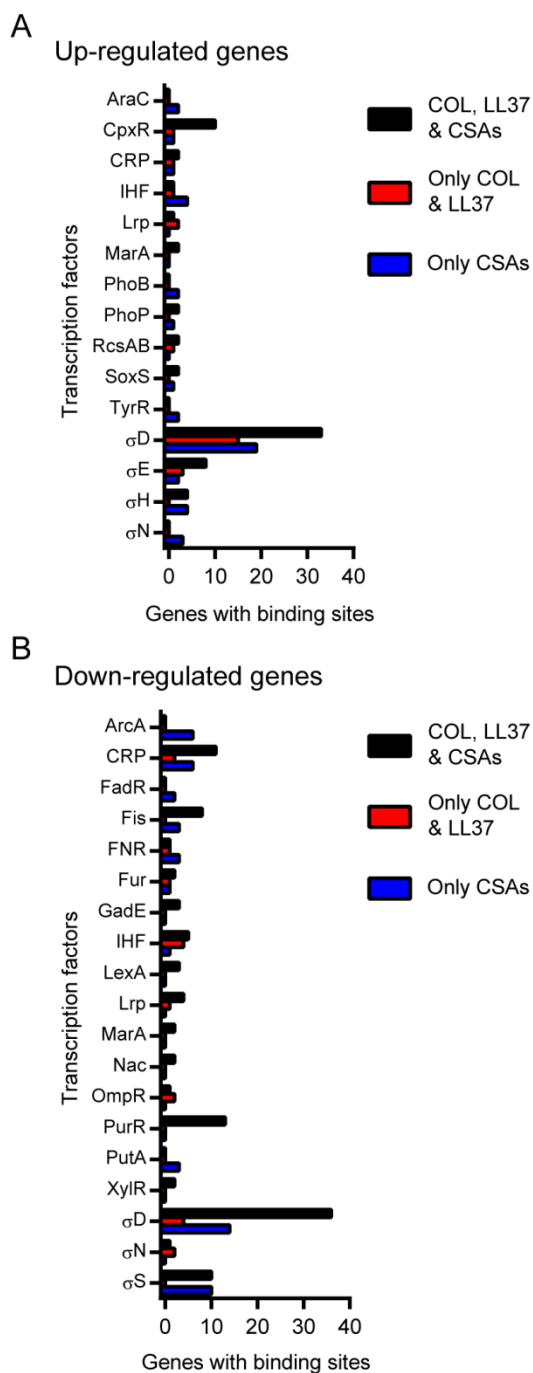 A
Up-regulated genes
Transcription factors
AraC
CpxR
CRP
IHF
Lrp
MarA
PhoB
PhoP
RcsAB
SoxS
TyrR
σD
σE
σH
σN
0 10 20 30 40
Genes with binding sites
COL, LL37
& CSAs
Only COL
& LL37
Only CSAs
B
Down-regulated genes
Transcription factors
ArcA
CRP
FadR
Fis
FNR
Fur
GadE
IHF
LexA
Lrp
MarA
Nac
OmpR
PurR
PutA
XylR
σD
σN
σS
0 10 20 30 40
Genes with binding sites
COL, LL37
& CSAs
Only COL
& LL37
Only CSAs